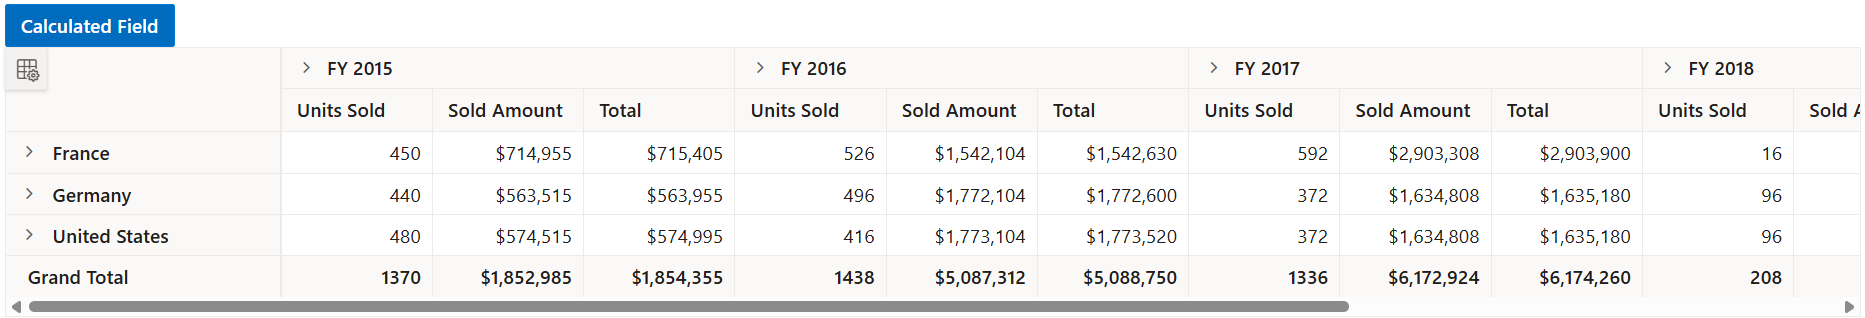 Calculated Field
FY 2015 FY 2016 FY 2017 FY 2018
Units Sold Sold Amount Total Units Sold Sold Amount Total Units Sold Sold Amount Total Units Sold Sold
France 450 $714,955 $715,405 526 $1,542,104 $1,542,630 592 $2,903,308 $2,903,900 16
Germany 440 $563,515 $563,955 496 $1,772,104 $1,772,600 372 $1,634,808 $1,635,180 96
United States 480 $574,515 $574,995 416 $1,773,104 $1,773,520 372 $1,634,808 $1,635,180 96
Grand Total 1370 $1,852,985 $1,854,355 1438 $5,087,312 $5,088,750 1336 $6,172,924 $6,174,260 208